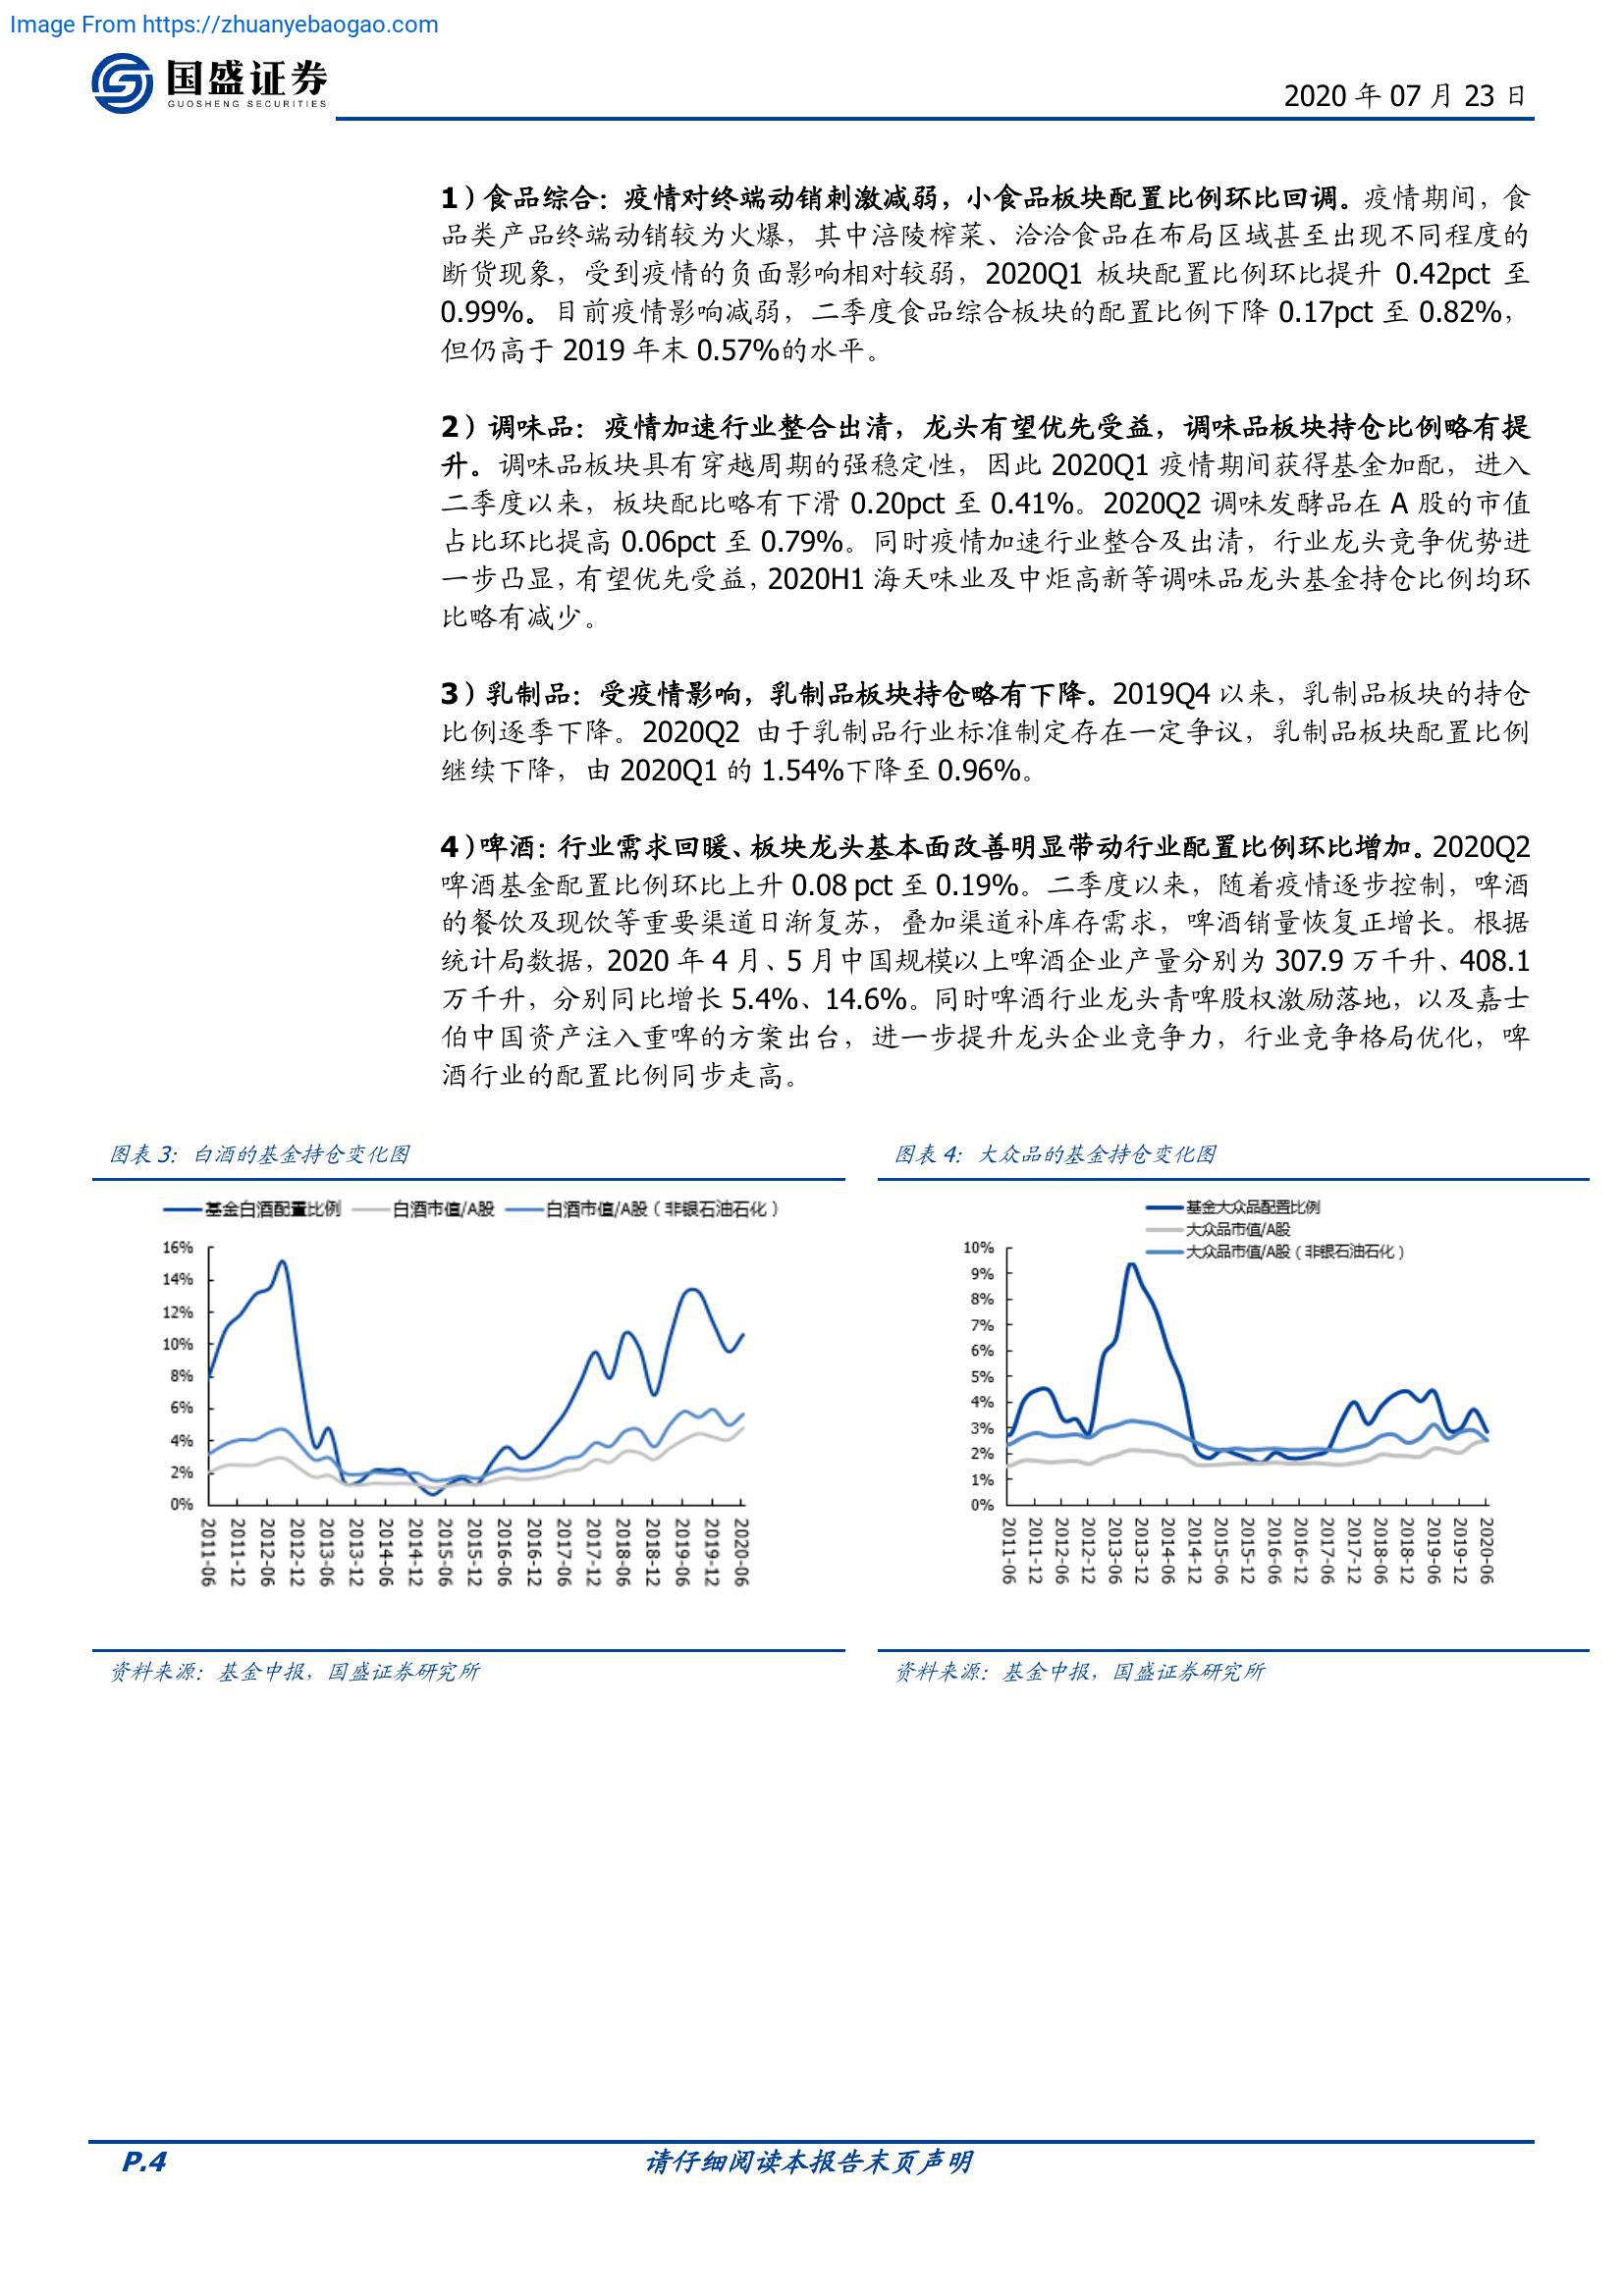 Image From https://zhuanyebaogao.com
国盛证券
GUOSHENG SECURITIES
2020 年 07 月 23 日
1）食品综合：疫情对终端动销刺激减弱，小食品板块配置比例环比回调。疫情期间，食
品类产品终端动销较为火爆，其中涪陵榨菜、洽洽食品在布局区域甚至出现不同程度的
断货现象，受到疫情的负面影响相对较弱，2020Q1 板块配置比例环比提升 0.42pct 至
0.99%。目前疫情影响减弱，二季度食品综合板块的配置比例下降 0.17pct 至 0.82%，
但仍高于 2019 年末 0.57%的水平。
2）调味品：疫情加速行业整合出清，龙头有望优先受益，调味品板块持仓比例略有提
升。调味品板块具有穿越周期的强稳定性，因此 2020Q1 疫情期间获得基金加配，进入
二季度以来，板块配比略有下滑 0.20pct 至 0.41%。2020Q2 调味发酵品在 A 股的市值
占比环比提高 0.06pct 至 0.79%。同时疫情加速行业整合及出清，行业龙头竞争优势进
一步凸显，有望优先受益，2020H1 海天味业及中炬高新等调味品龙头基金持仓比例均环
比略有减少。
3）乳制品：受疫情影响，乳制品板块持仓略有下降。2019Q4 以来，乳制品板块的持仓
比例逐季下降。2020Q2 由于乳制品行业标准制定存在一定争议，乳制品板块配置比例
继续下降，由 2020Q1 的 1.54%下降至 0.96%。
4）啤酒：行业需求回暖、板块龙头基本面改善明显带动行业配置比例环比增加。2020Q2
啤酒基金配置比例环比上升 0.08 pct 至 0.19%。二季度以来，随着疫情逐步控制，啤酒
的餐饮及现饮等重要渠道日渐复苏，叠加渠道补库存需求，啤酒销量恢复正增长。根据
统计局数据，2020 年 4 月、5 月中国规模以上啤酒企业产量分别为 307.9 万千升、408.1
万千升，分别同比增长 5.4%、14.6%。同时啤酒行业龙头青啤股权激励落地，以及嘉士
伯中国资产注入重啤的方案出台，进一步提升龙头企业竞争力，行业竞争格局优化，啤
酒行业的配置比例同步走高。
图表 3：白酒的基金持仓变化图
基金白酒配置比例 白酒市值/A股 白酒市值/A股（非银石油石化）
16%
14%
12%
10%
8%
6%
4%
2%
0%
2011-06
2011-12
2012-06
2012-12
2013-06
2013-12
2014-06
2014-12
2015-06
2015-12
2016-06
2016-12
2017-06
2017-12
2018-06
2018-12
2019-06
2019-12
2020-06
资料来源：基金中报，国盛证券研究所
图表 4：大众品的基金持仓变化图
基金大众品配置比例
大众品市值/A股
大众品市值/A股（非银石油石化）
10%
9%
8%
7%
6%
5%
4%
3%
2%
1%
0%
2011-06
2011-12
2012-06
2012-12
2013-06
2013-12
2014-06
2014-12
2015-06
2015-12
2016-06
2016-12
2017-06
2017-12
2018-06
2018-12
2019-06
2019-12
2020-06
资料来源：基金中报，国盛证券研究所
P.4
请仔细阅读本报告末页声明